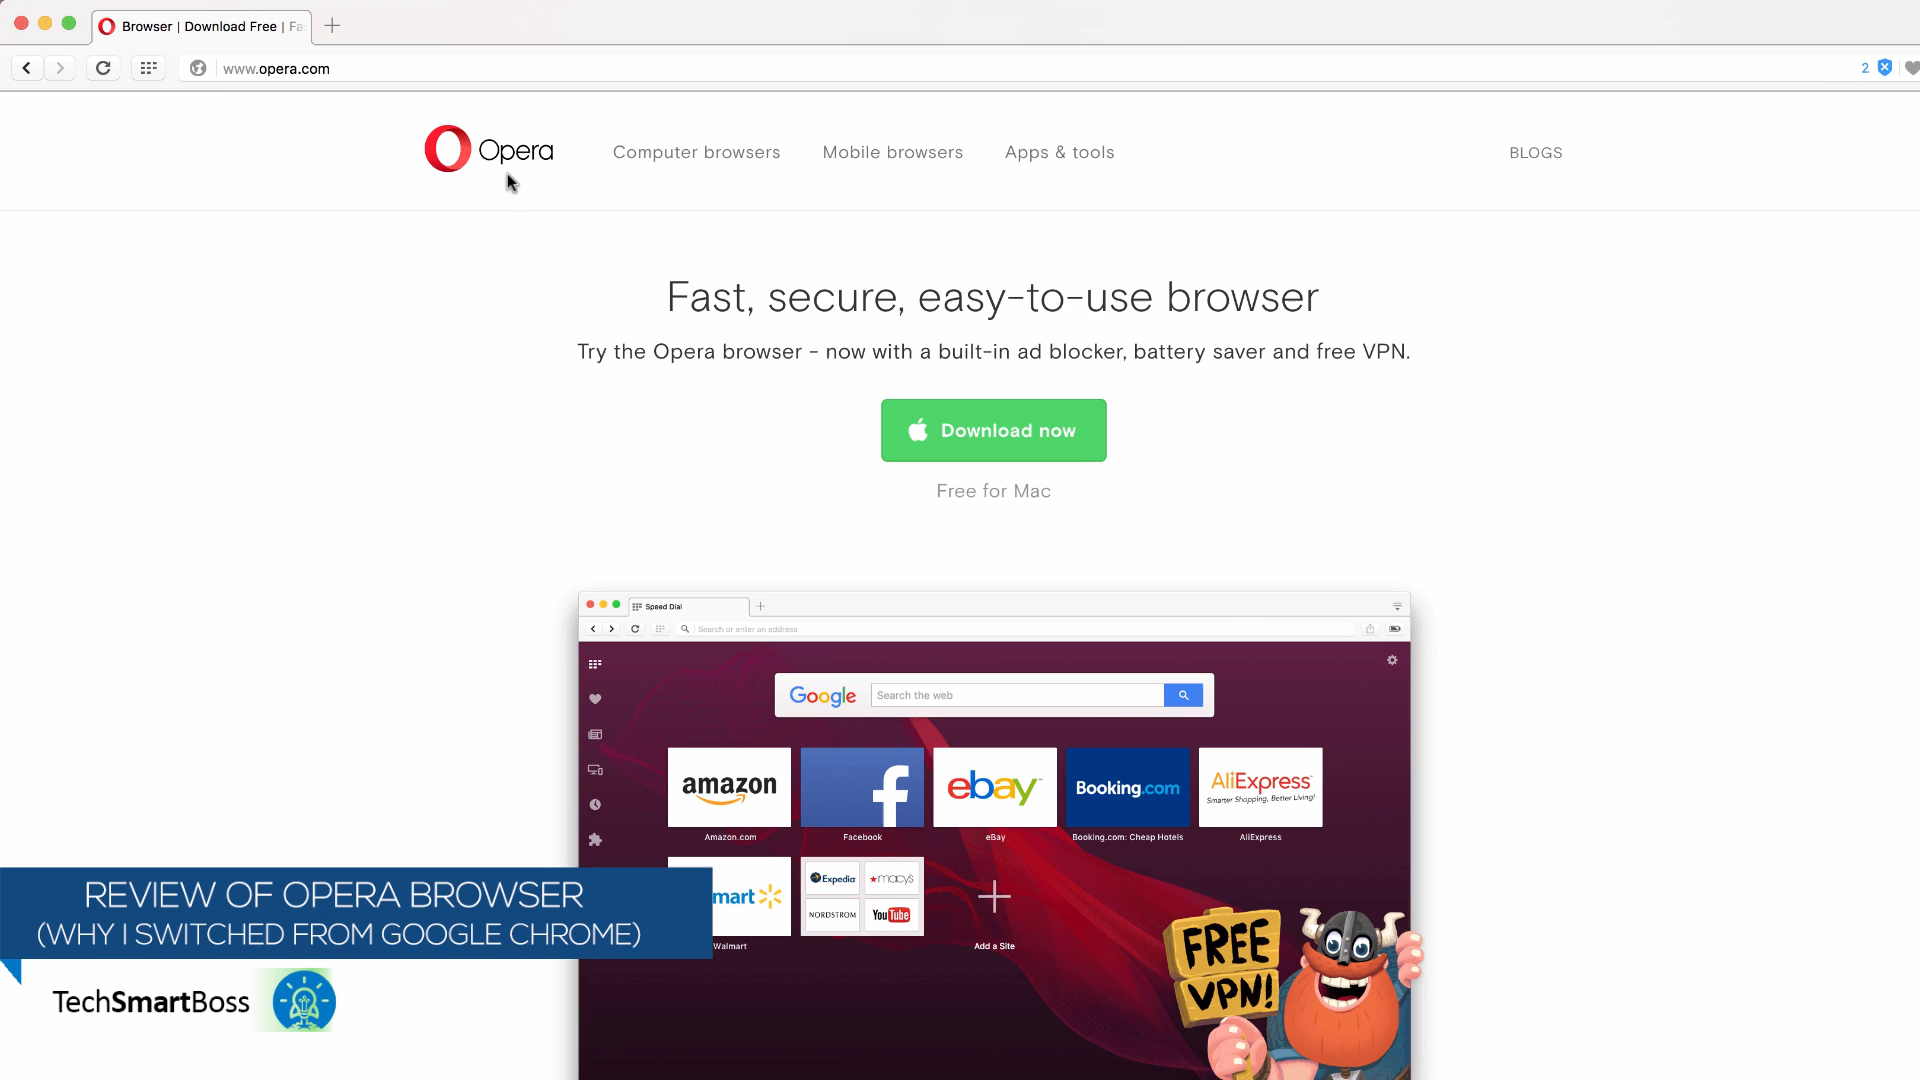 Browser | Download Free | Fa
www.opera.com
2
Opera
Computer browsers
Mobile browsers
Apps & tools
BLOGS
Fast, secure, easy-to-use browser
Try the Opera browser - now with a built-in ad blocker, battery saver and free VPN.
Download now
Free for Mac
Speed Dial
Search or enter an address
Google
Search the web
amazon
Amazon.com
Facebook
ebay
eBay
Booking.com
Booking.com: Cheap Hotels
AliExpress
Smarter Shopping, Better Living!
AliExpress
mart
Walmart
Expedia
macy's
NORDSTROM
YouTube
Add a Site
FREE
VPN!
REVIEW OF OPERA BROWSER
(WHY I SWITCHED FROM GOOGLE CHROME)
TechSmartBoss